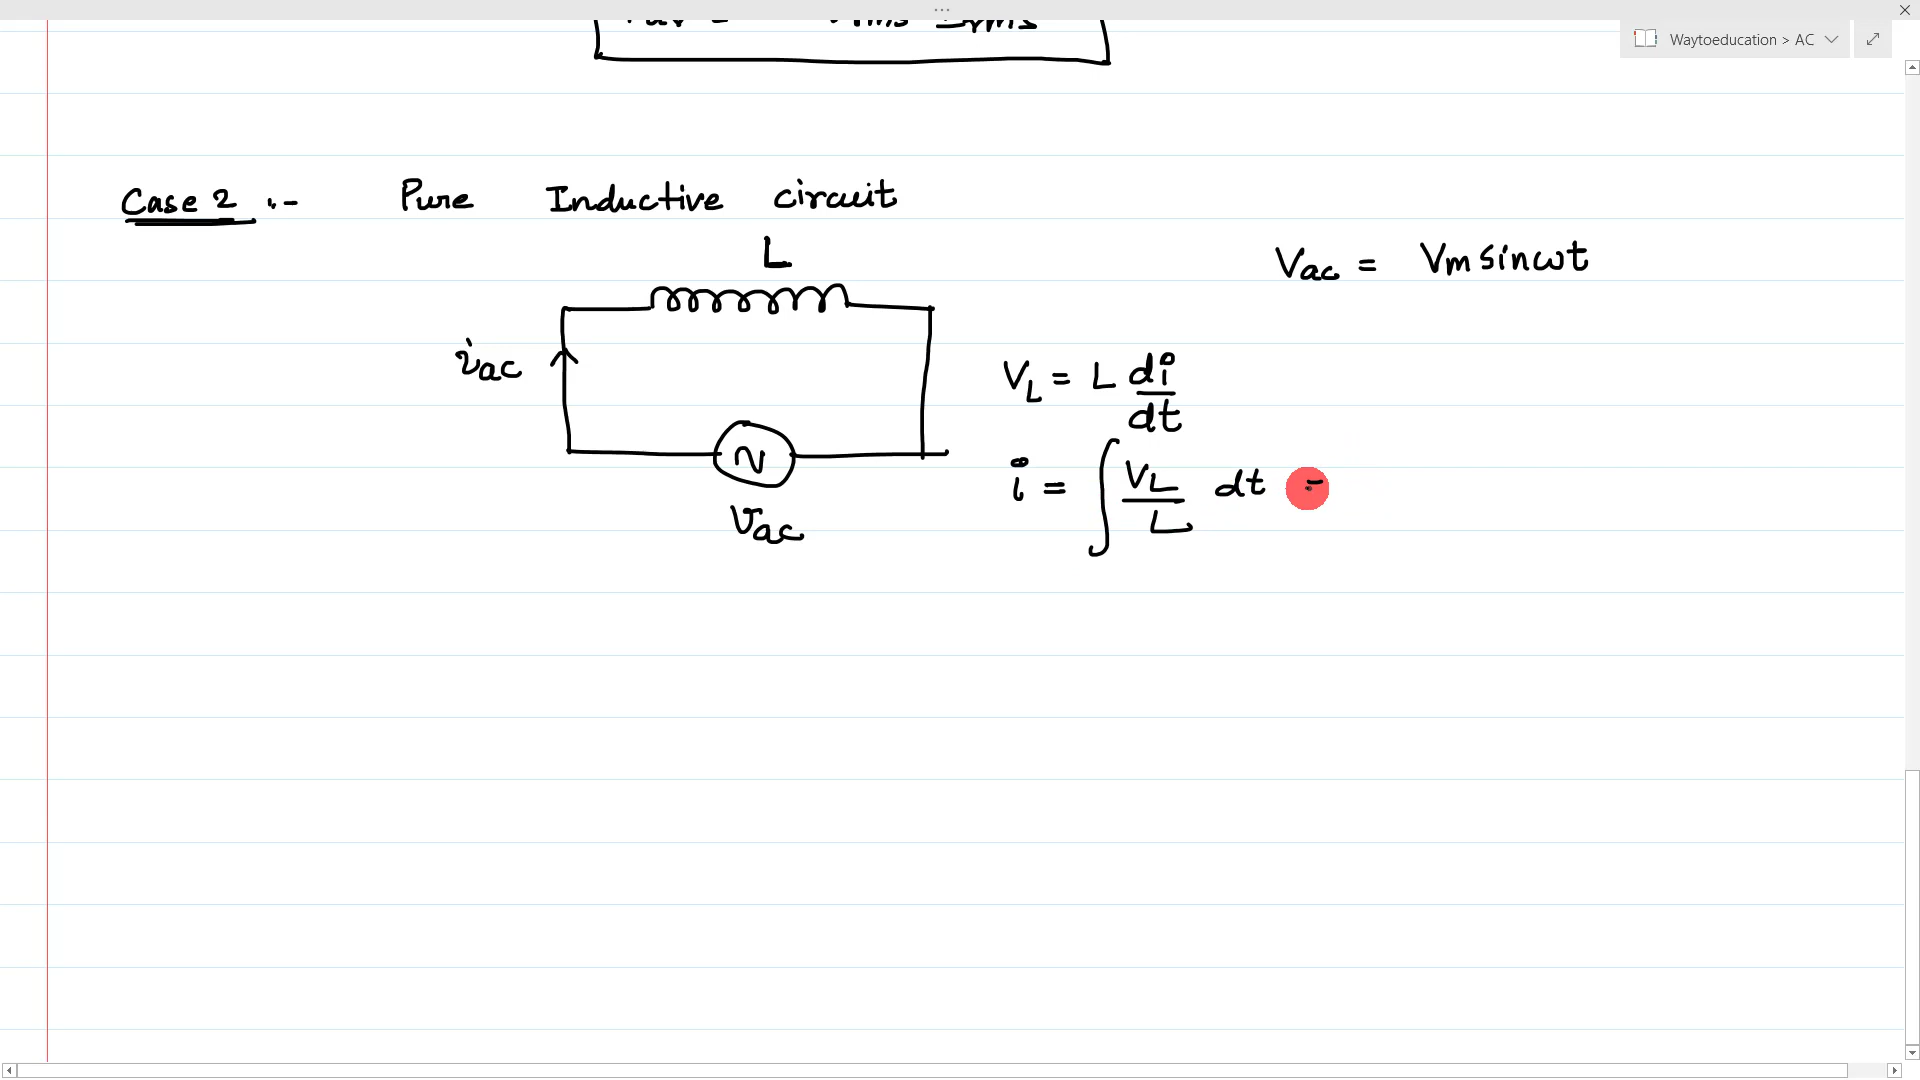 Waytoeducation > AC
Case 2 :- Pure Inductive circuit
L
Vac = Vm sinωt
iac
VL = L di/dt
i = ∫ VL/L dt =
Vac